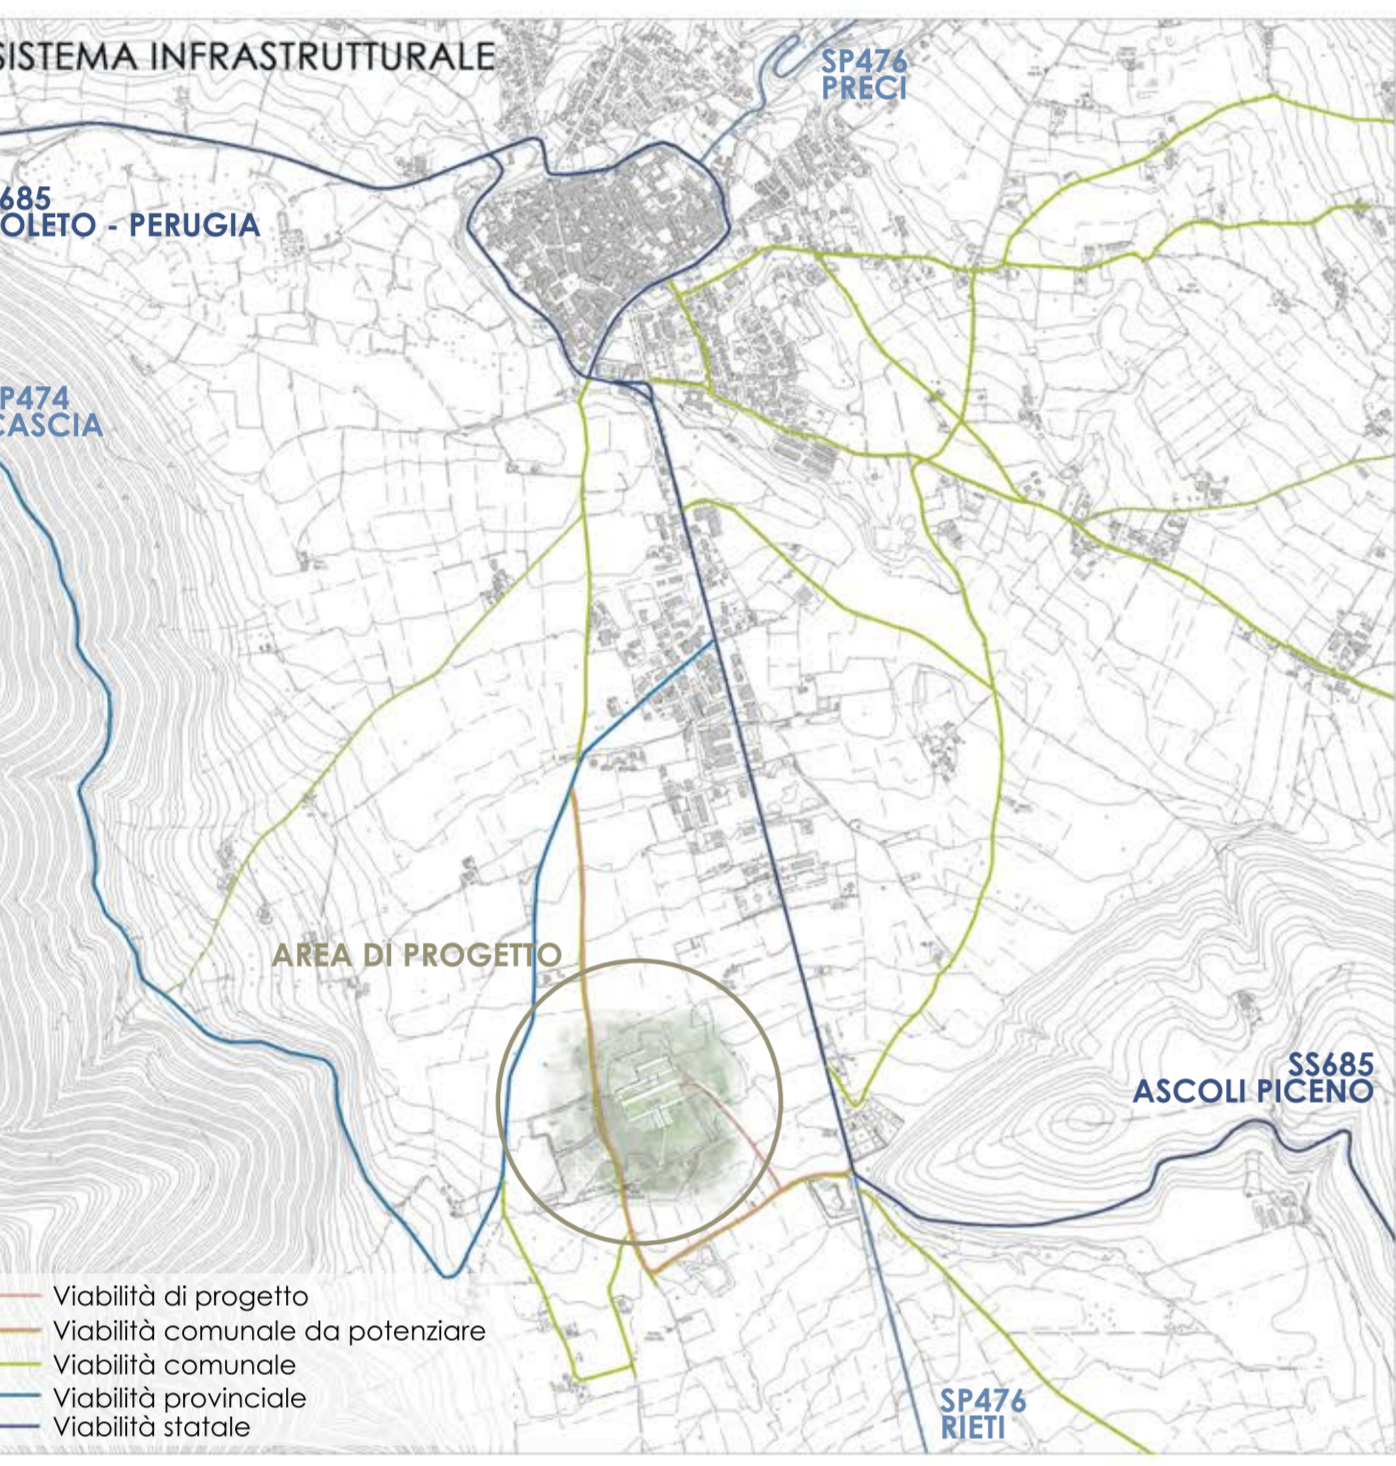 SISTEMA INFRASTRUTTURALE
SP476
PRECI
685
OLETO - PERUGIA
P474
CASCIA
AREA DI PROGETTO
SS685
ASCOLI PICENO
Viabilità di progetto
Viabilità comunale da potenziare
Viabilità comunale
Viabilità provinciale
Viabilità statale
SP476
RIETI